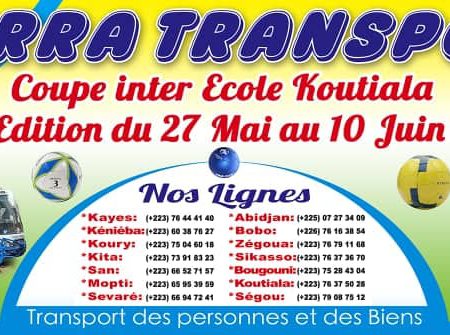 RRA TRANSPO
Coupe inter Ecole Koutiala
Edition du 27 Mai au 10 Juin
Nos Lignes
*Kayes: (+223) 76 44 41 40
*Kéniéba: (+223) 60 38 76 27
*Koury: (+223) 75 04 60 18
*Kita: (+223) 73 91 83 23
*San: (+223) 66 52 71 57
*Mopti: (+223) 65 95 39 59
*Sevaré: (+223) 66 94 72 41
*Abidjan: (+225) 07 27 34 09
*Bobo: (+226) 76 16 38 54
*Zégoua: (+223) 76 79 11 68
*Sikasso: (+223) 76 37 36 70
*Bougouni: (+223) 75 28 43 04
*Koutiala: (+223) 76 37 50 28
*Ségou: (+223) 79 08 75 12
Transport des personnes et des Biens